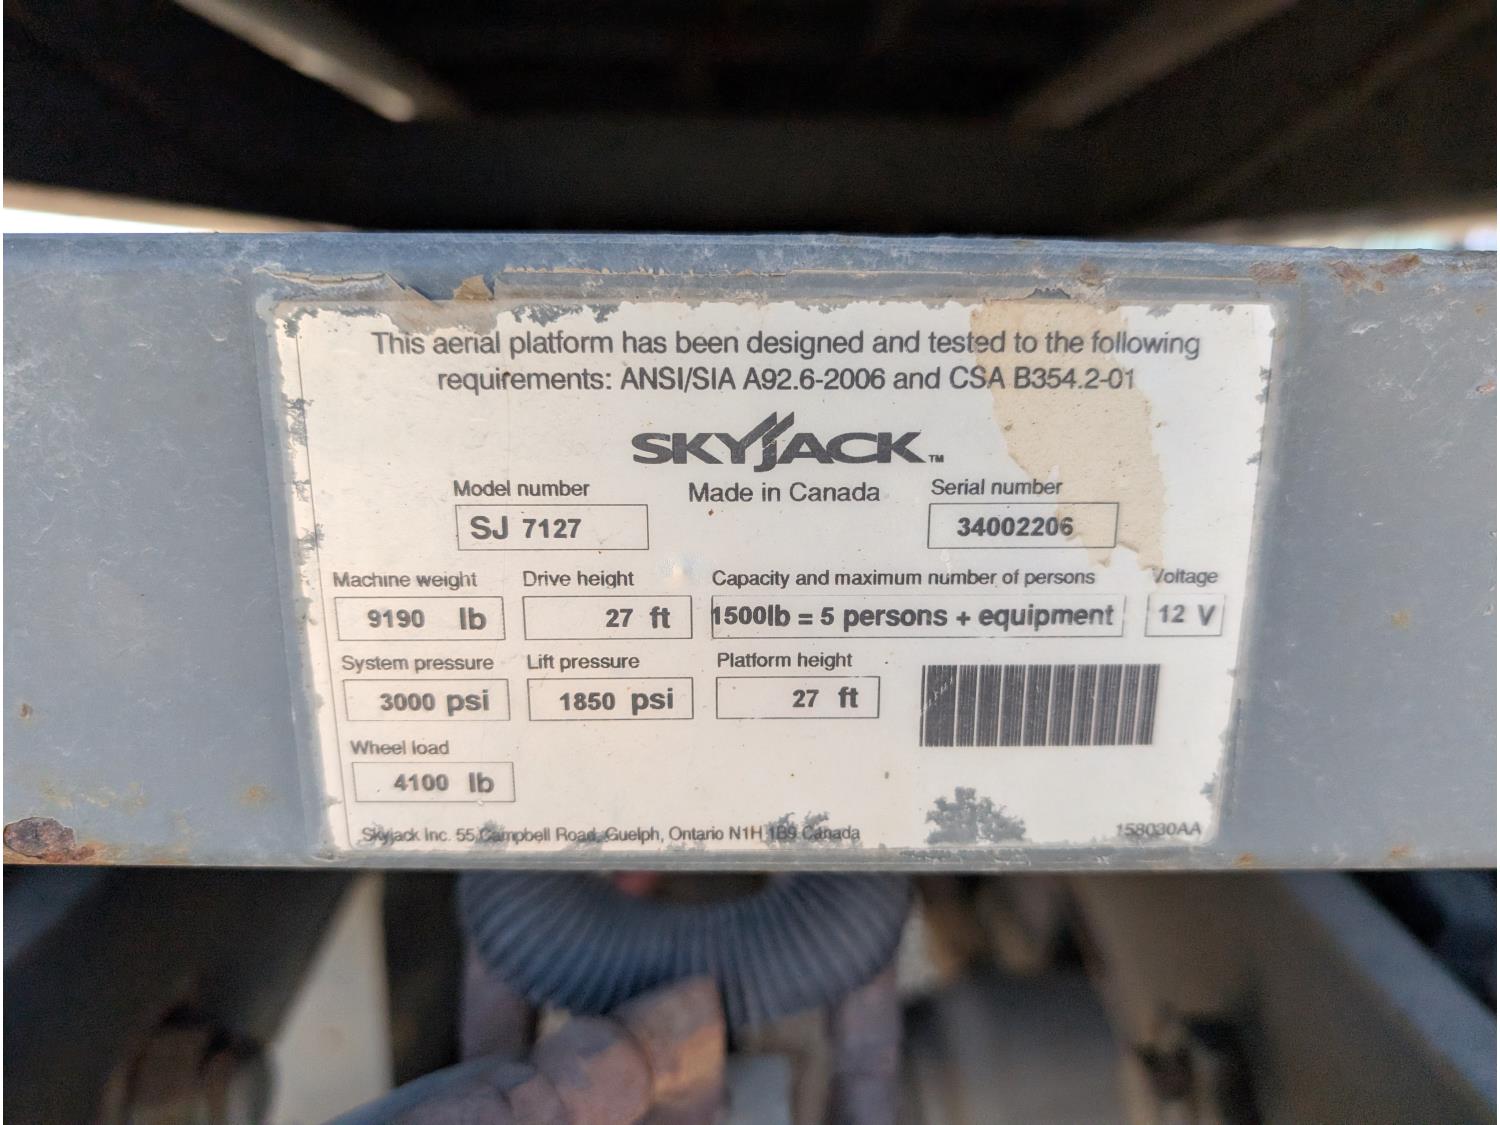 This aerial platform has been designed and tested to the following
requirements: ANSI/SIA A92.6-2006 and CSA B354.2-01
SKYJACK™
Model number Made in Canada Serial number
SJ 7127 34002206
Machine weight Drive height Capacity and maximum number of persons Voltage
9190 lb 27 ft 1500lb = 5 persons + equipment 12 V
System pressure Lift pressure Platform height
3000 psi 1850 psi 27 ft
Wheel load
4100 lb
Skyjack Inc. 55 Campbell Road, Guelph, Ontario N1H 1B9 Canada 158030AA